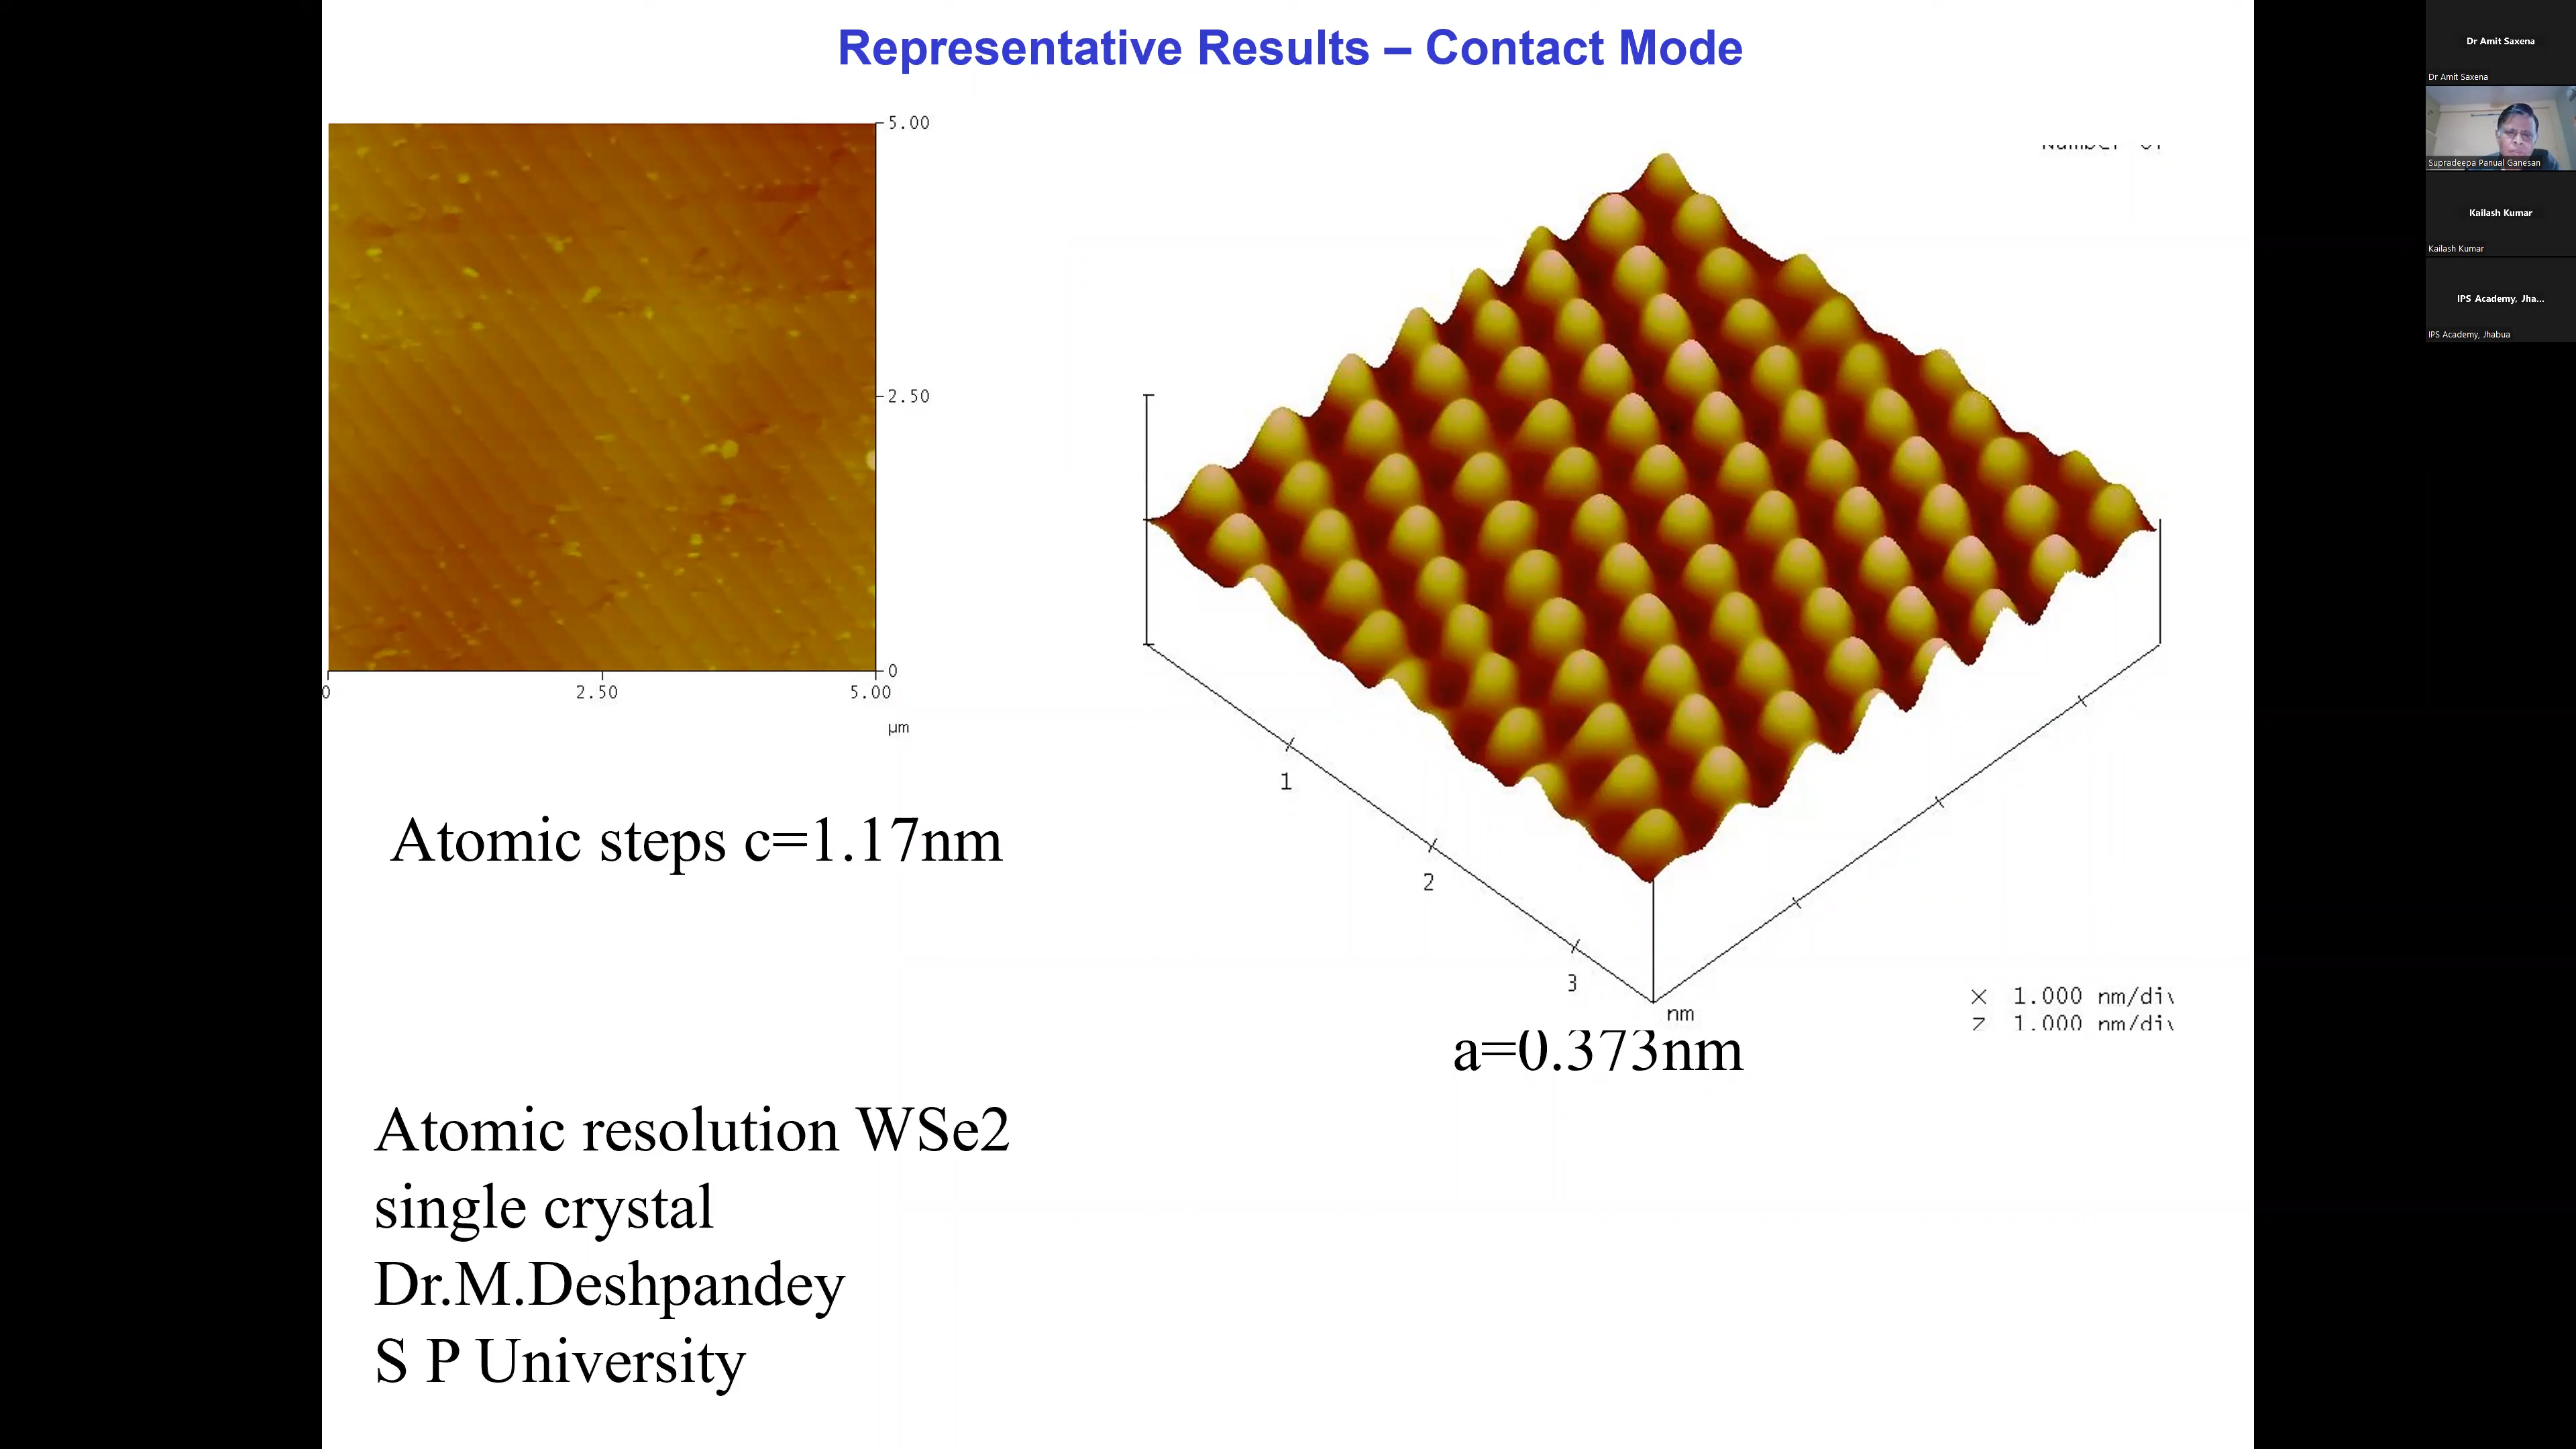 Representative Results – Contact Mode
5.00
2.50
0
0
2.50
5.00
µm
Atomic steps c=1.17nm
1
2
3
nm
X 1.000 nm/div
Z 1.000 nm/div
a=0.373nm
Atomic resolution WSe2
single crystal
Dr.M.Deshpandey
S P University
Dr Amit Saxena
Dr Amit Saxena
Supradeepa Panual Ganesan
Kailash Kumar
Kailash Kumar
IPS Academy, Jha...
IPS Academy, Jhabua